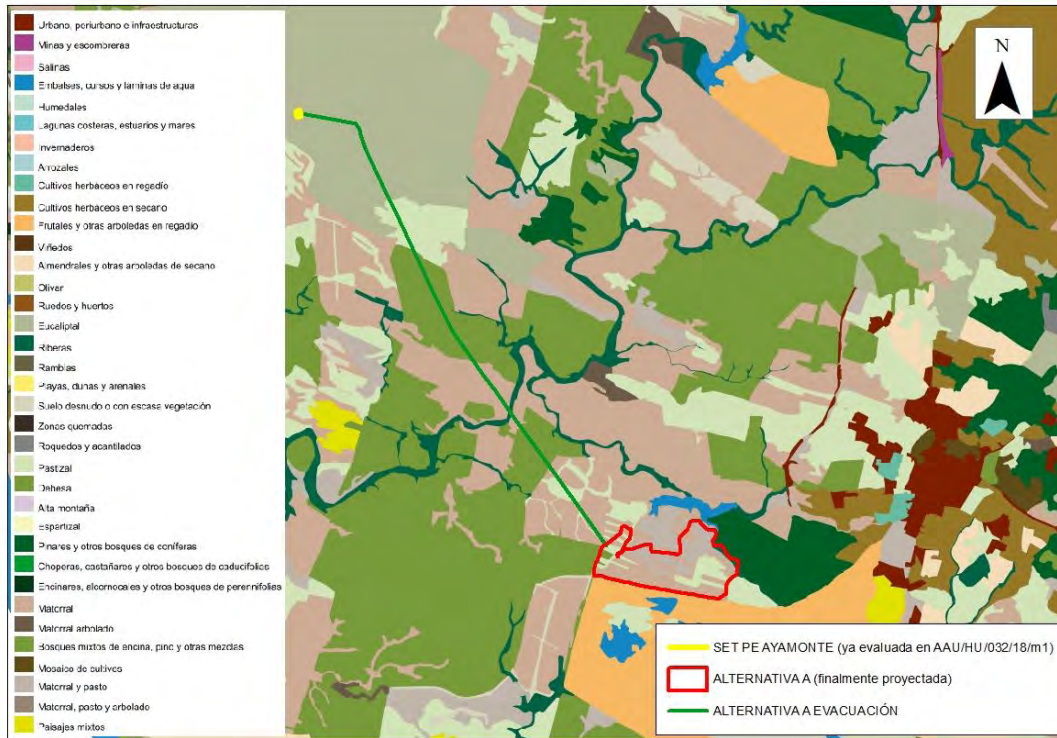 Urbano, periurbano e infraestructuras
Minas y escombreras
Salinas
Embalses, cursos y laminas de agua
Humedales
Lagunas costeras, estuarios y mares
Invernaderos
Arrozales
Cultivos herbáceos en regadío
Cultivos herbáceos en secano
Frutales y otras arboledas en regadío
Viñedos
Almendrales y otras arboledas de secano
Olivar
Ruedos y huertos
Eucaliptal
Riberas
Ramblas
Playas, dunas y arenales
Suelo desnudo o con escasa vegetación
Zonas quemadas
Roquedos y acantilados
Pastizal
Dehesa
Alta montaña
Espartizal
Pinares y otros bosques de coníferas
Choperas, castañares y otros bosques de caducifolias
Encinares, alcornocales y otros bosques de perennifolias
Matorral
Matorral arbolado
Bosques mixtos de encina, pino y otras mezclas
Mosaico de cultivos
Matorral y pasto
Matorral, pasto y arbolado
Paisajes mixtos
N
SET PE AYAMONTE (ya evaluada en AAU/HU/032/18/m1)
ALTERNATIVA A (finalmente proyectada)
ALTERNATIVA A EVACUACIÓN